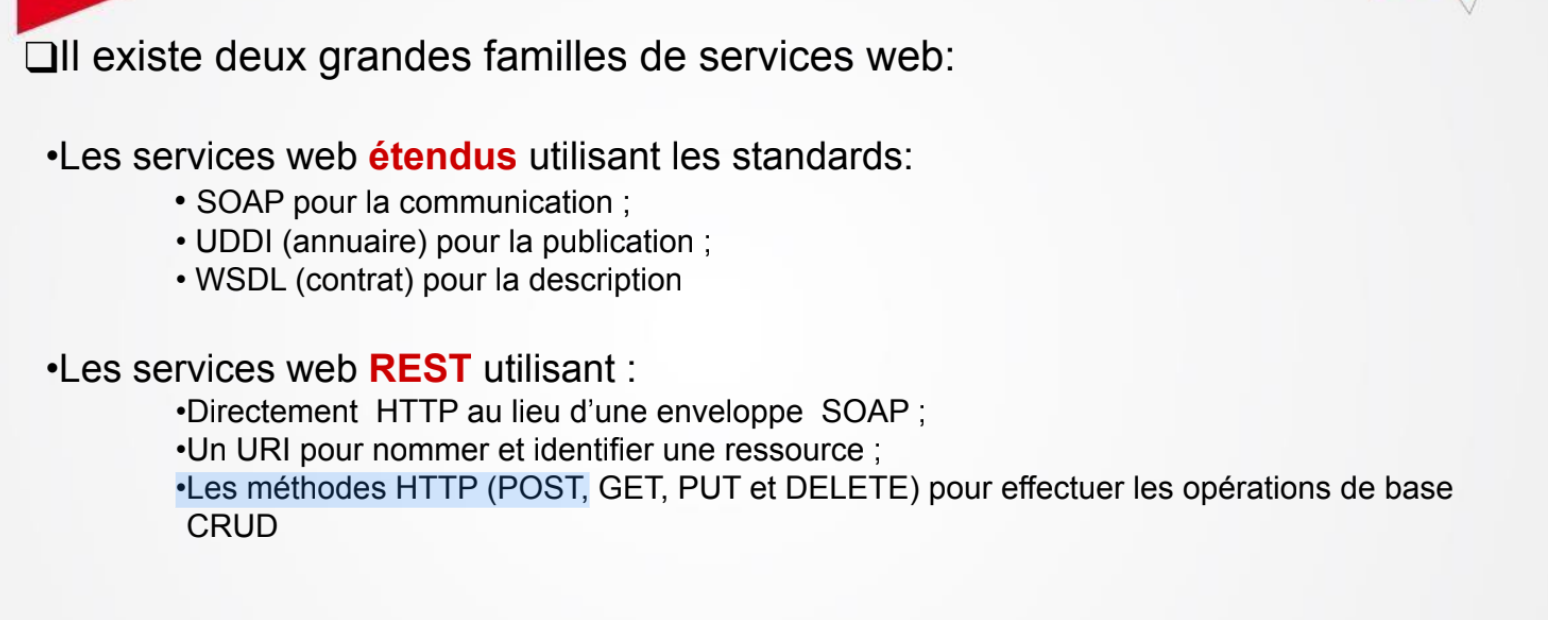 ❑Il existe deux grandes familles de services web:
•Les services web étendus utilisant les standards:
• SOAP pour la communication ;
• UDDI (annuaire) pour la publication ;
• WSDL (contrat) pour la description
•Les services web REST utilisant :
•Directement HTTP au lieu d’une enveloppe SOAP ;
•Un URI pour nommer et identifier une ressource ;
•Les méthodes HTTP (POST, GET, PUT et DELETE) pour effectuer les opérations de base
CRUD